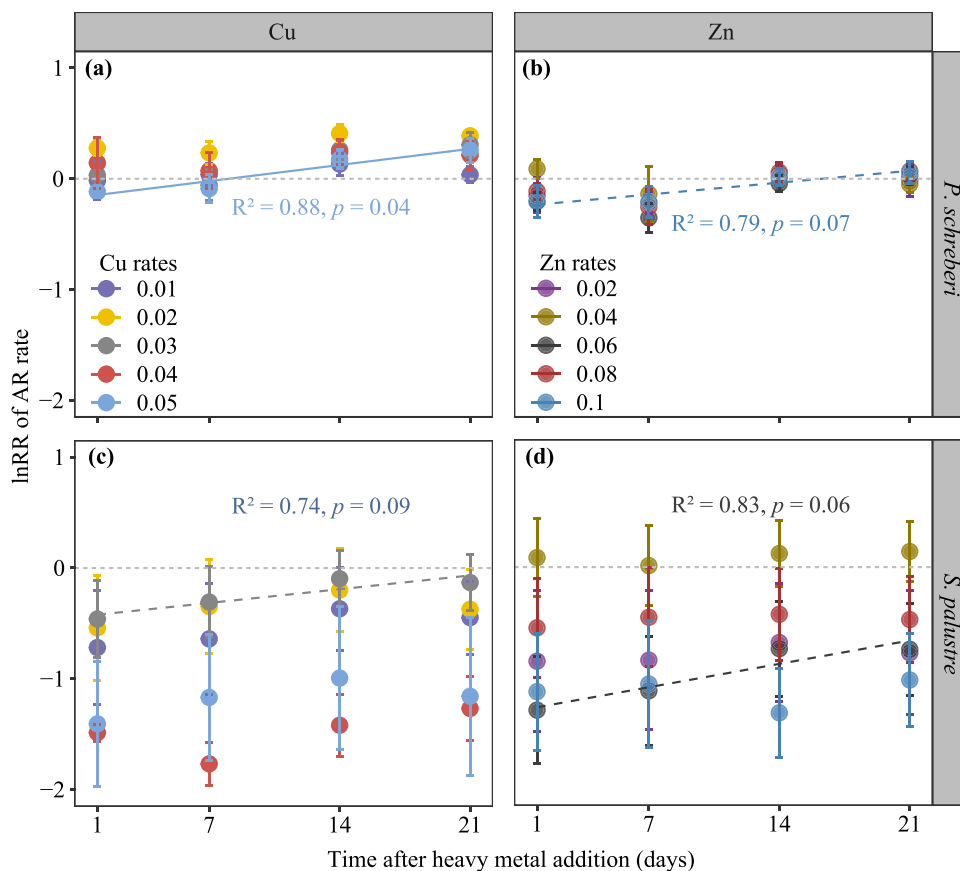 Cu
Zn
(a)
(b)
1
0
−1
−2
R² = 0.88, p = 0.04
R² = 0.79, p = 0.07
Cu rates
0.01
0.02
0.03
0.04
0.05
Zn rates
0.02
0.04
0.06
0.08
0.1
P. schreberi
lnRR of AR rate
(c)
(d)
1
0
−1
−2
R² = 0.74, p = 0.09
R² = 0.83, p = 0.06
S. palustre
1 7 14 21
1 7 14 21
Time after heavy metal addition (days)